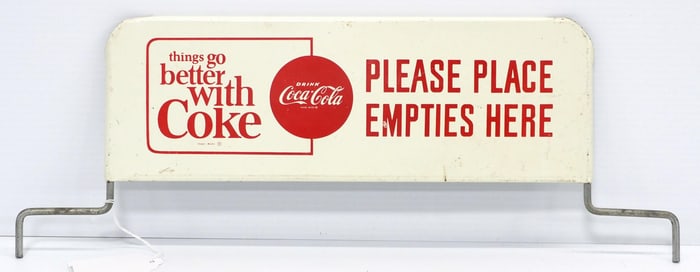 things go
better
with
Coke
DRINK
Coca-Cola
PLEASE PLACE
EMPTIES HERE